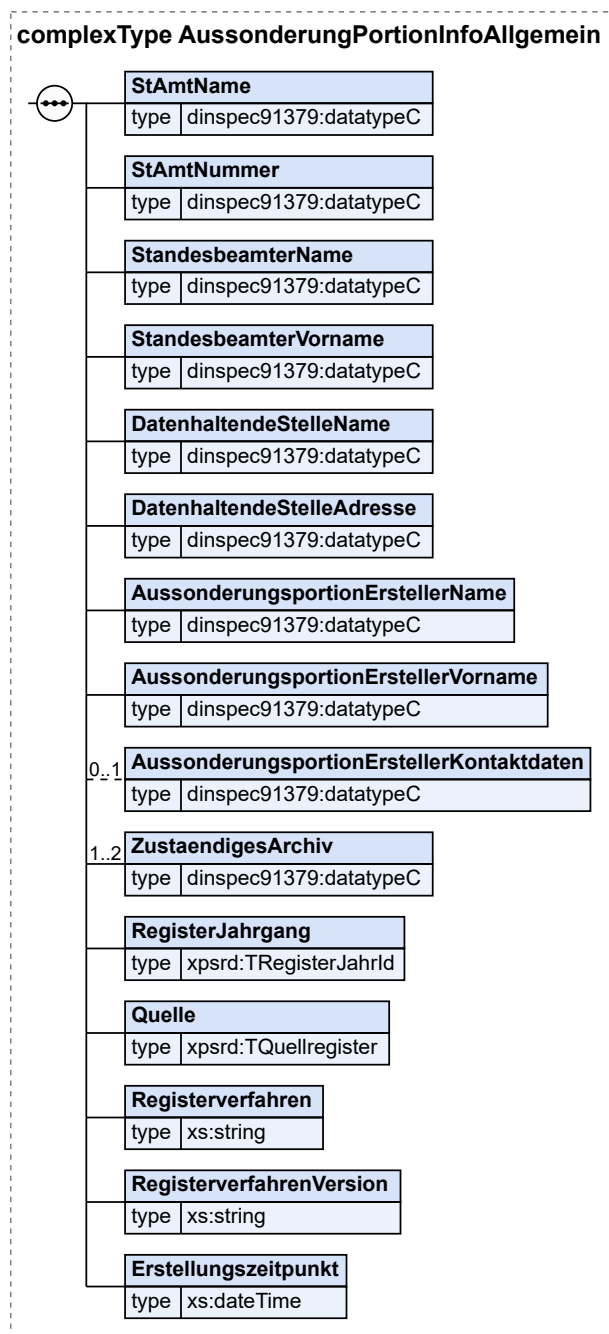 complexType AussonderungPortionInfoAllgemein
StAmtName
type dinspec91379:datatypeC
StAmtNummer
type dinspec91379:datatypeC
StandesbeamterName
type dinspec91379:datatypeC
StandesbeamterVorname
type dinspec91379:datatypeC
DatenhaltendeStelleName
type dinspec91379:datatypeC
DatenhaltendeStelleAdresse
type dinspec91379:datatypeC
AussonderungsportionErstellerName
type dinspec91379:datatypeC
AussonderungsportionErstellerVorname
type dinspec91379:datatypeC
0..1 AussonderungsportionErstellerKontaktdaten
type dinspec91379:datatypeC
1..2 ZustaendigesArchiv
type dinspec91379:datatypeC
RegisterJahrgang
type xpsrd:TRegisterJahrId
Quelle
type xpsrd:TQuellregister
Registerverfahren
type xs:string
RegisterverfahrenVersion
type xs:string
Erstellungszeitpunkt
type xs:dateTime